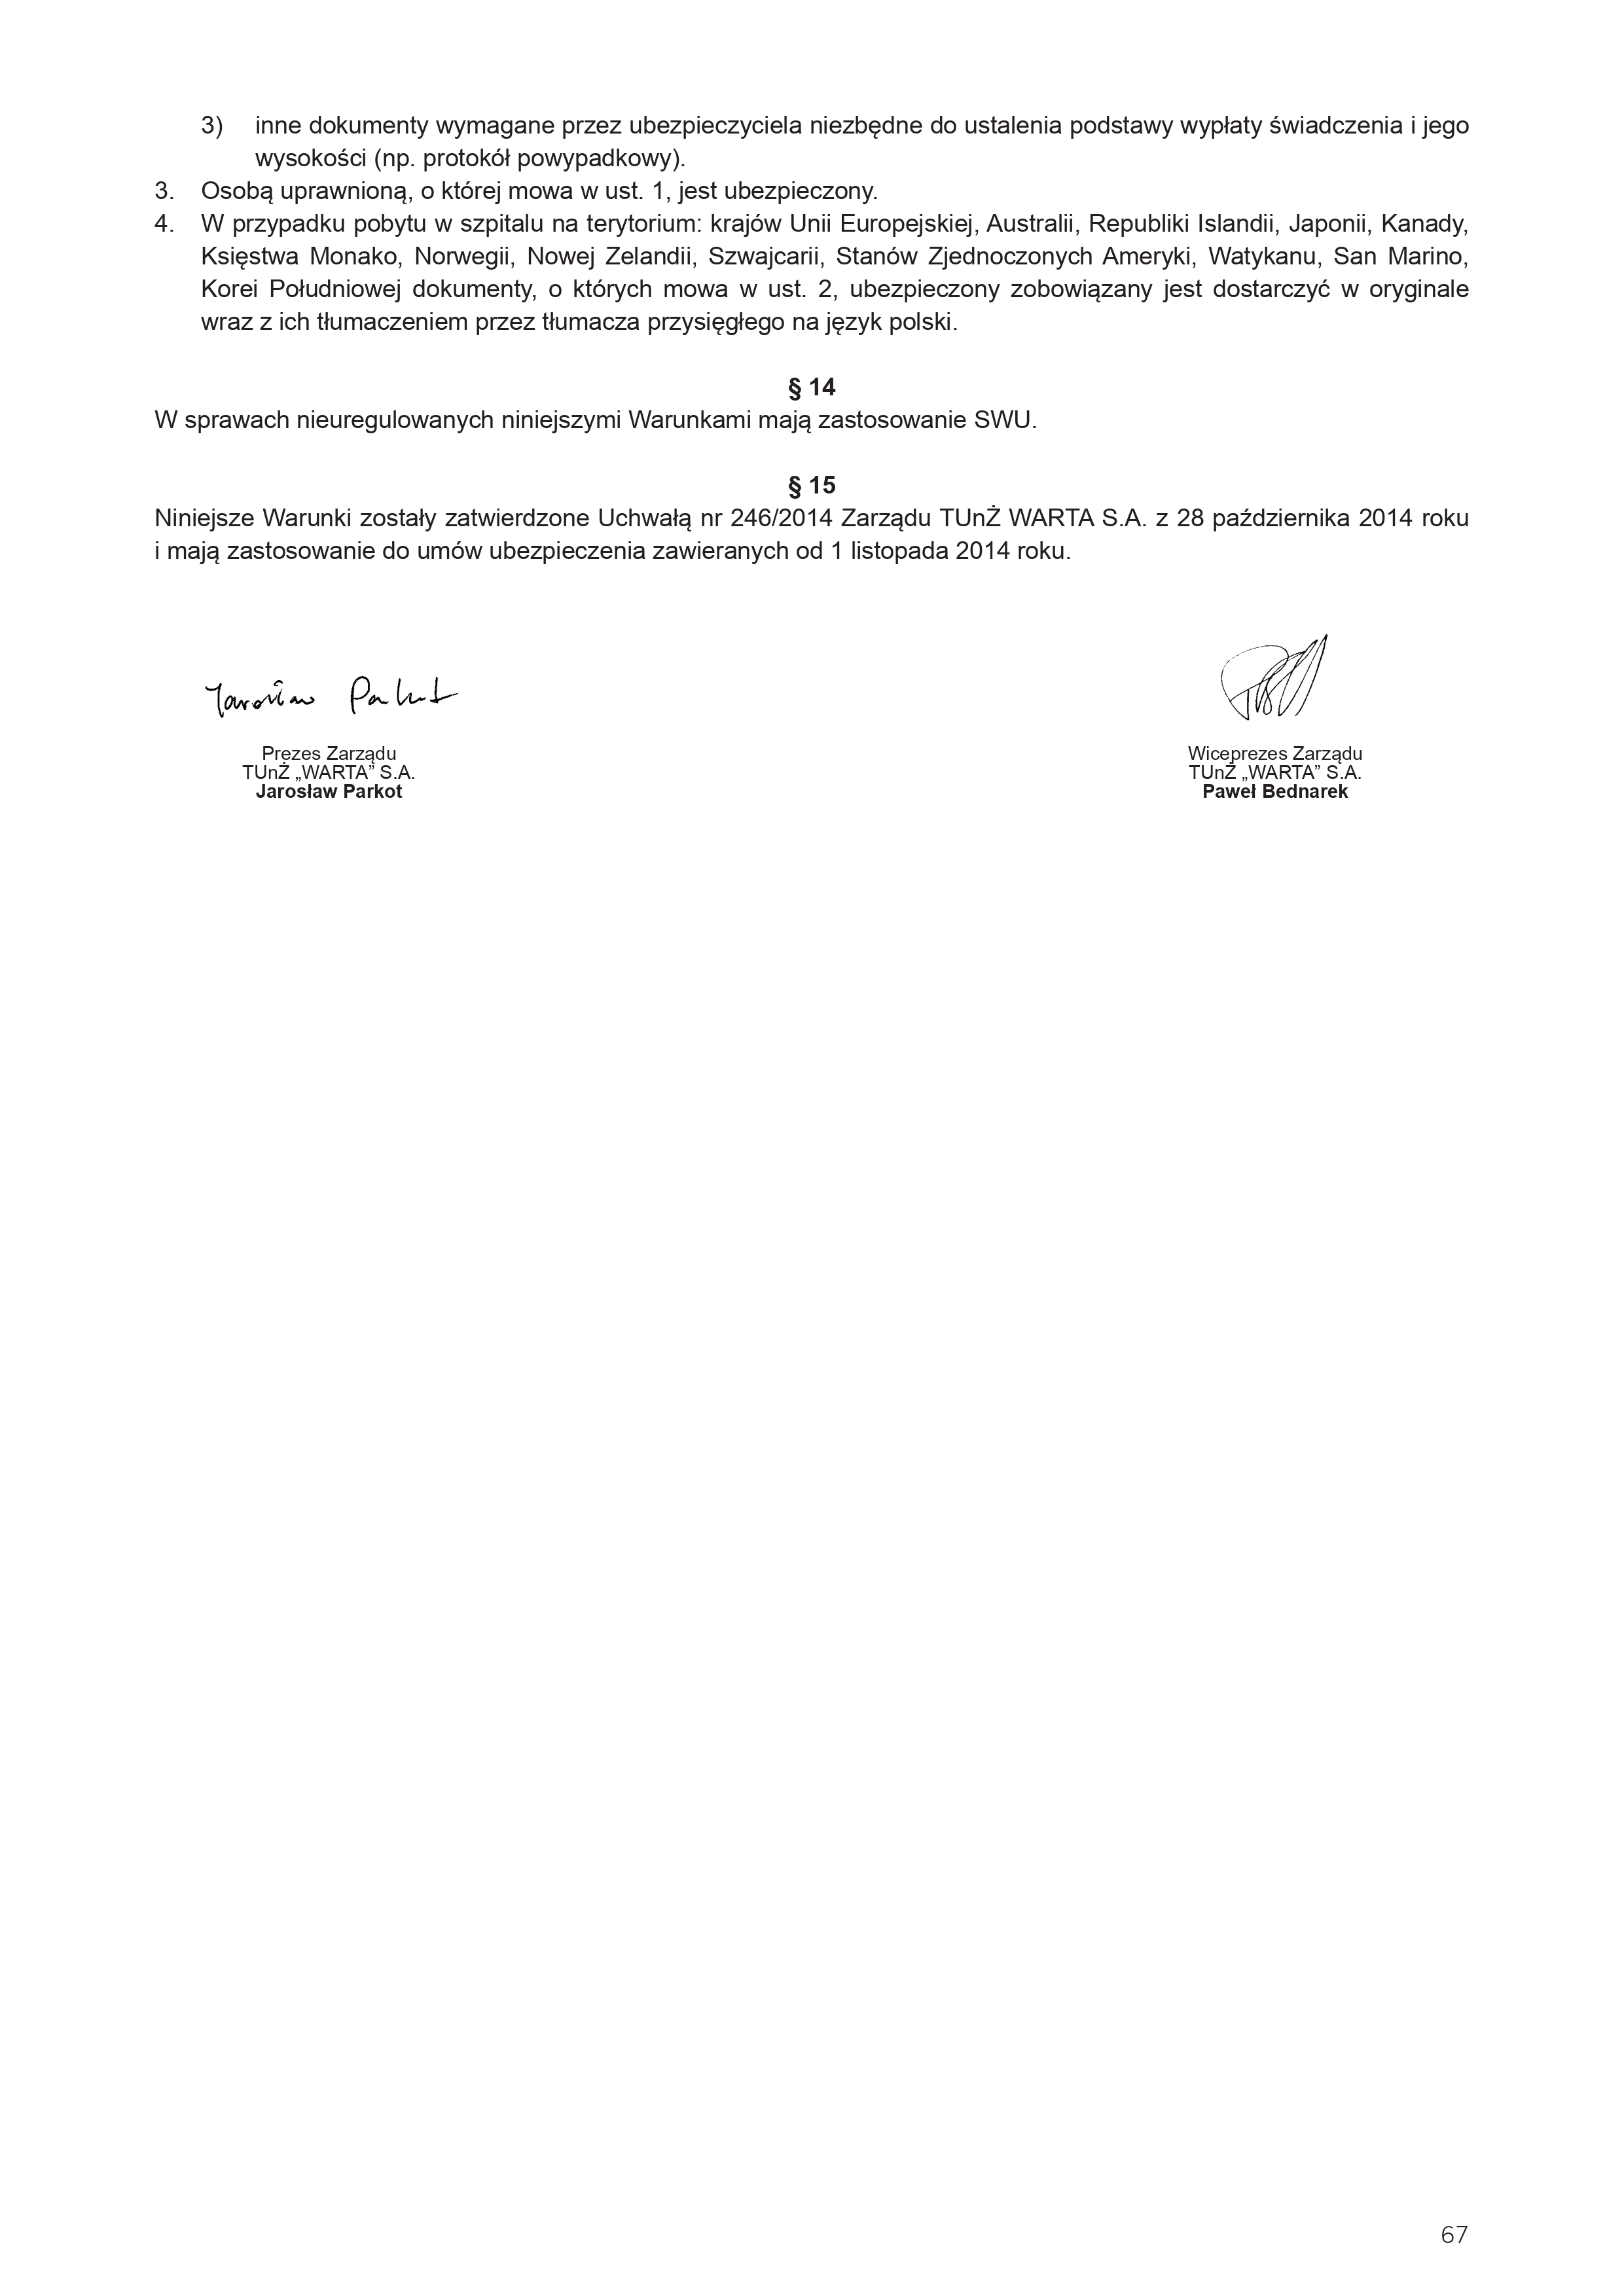 3) inne dokumenty wymagane przez ubezpieczyciela niezbędne do ustalenia podstawy wypłaty świadczenia i jego
wysokości (np. protokół powypadkowy).
3. Osobą uprawnioną, o której mowa w ust. 1, jest ubezpieczony.
4. W przypadku pobytu w szpitalu na terytorium: krajów Unii Europejskiej, Australii, Republiki Islandii, Japonii, Kanady,
Księstwa Monako, Norwegii, Nowej Zelandii, Szwajcarii, Stanów Zjednoczonych Ameryki, Watykanu, San Marino,
Korei Południowej dokumenty, o których mowa w ust. 2, ubezpieczony zobowiązany jest dostarczyć w oryginale
wraz z ich tłumaczeniem przez tłumacza przysięgłego na język polski.
§ 14
W sprawach nieuregulowanych niniejszymi Warunkami mają zastosowanie SWU.
§ 15
Niniejsze Warunki zostały zatwierdzone Uchwałą nr 246/2014 Zarządu TUnŻ WARTA S.A. z 28 października 2014 roku
i mają zastosowanie do umów ubezpieczenia zawieranych od 1 listopada 2014 roku.
Jarosław Parkot
Prezes Zarządu
TUnŻ „WARTA” S.A.
Jarosław Parkot
Wiceprezes Zarządu
TUnŻ „WARTA” S.A.
Paweł Bednarek
67